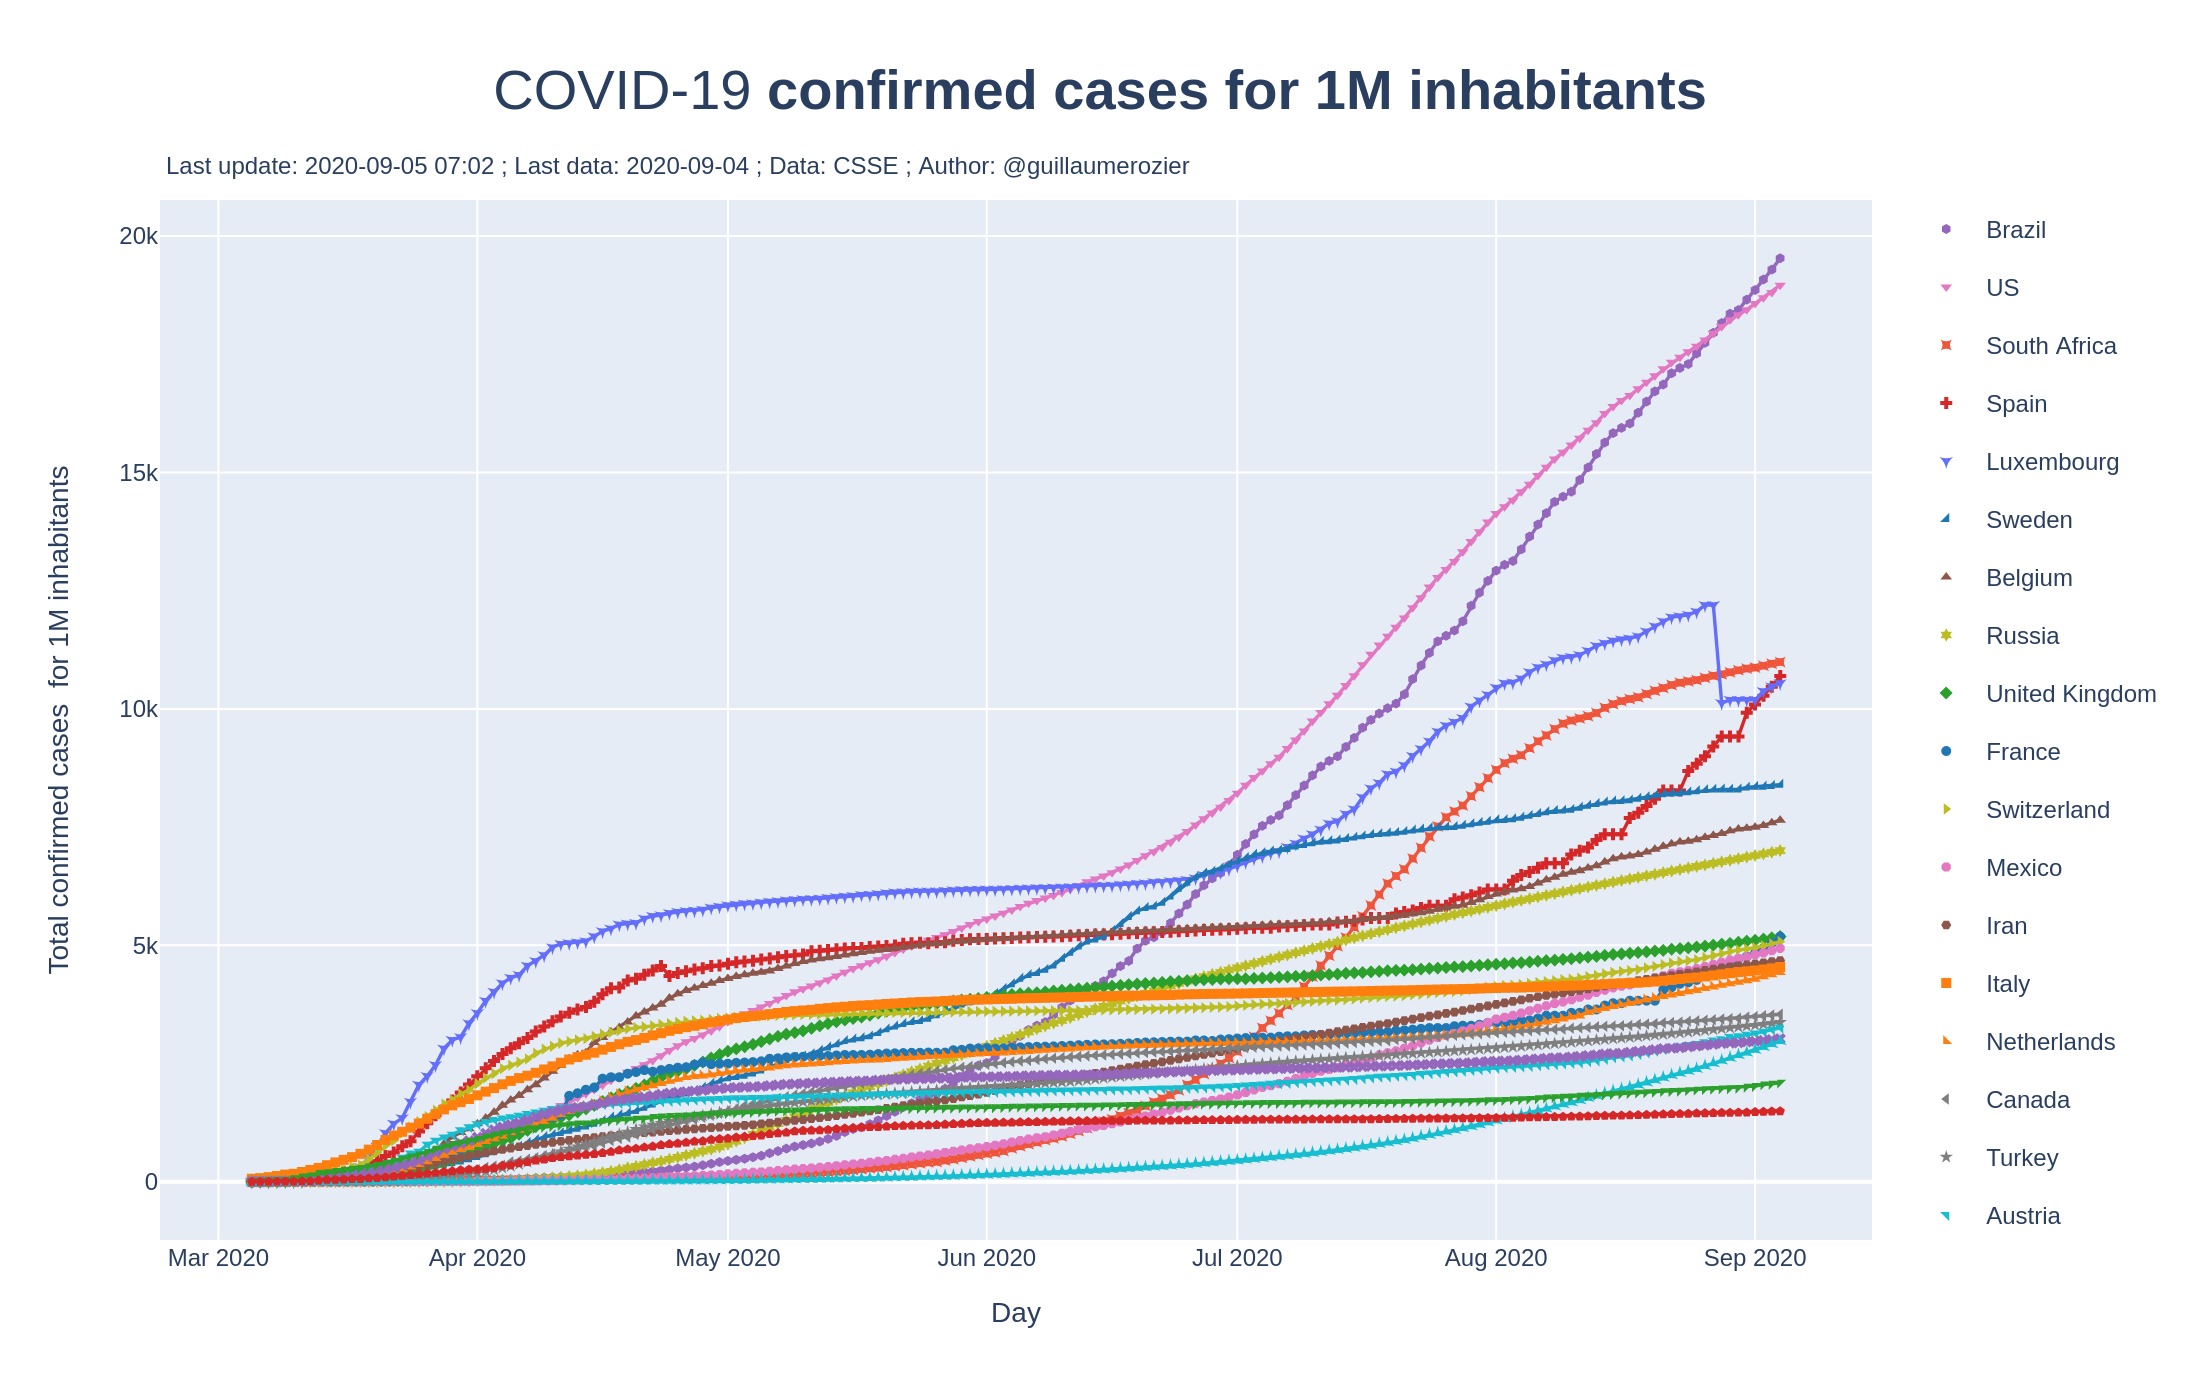 COVID-19 confirmed cases for 1M inhabitants
Last update: 2020-09-05 07:02 ; Last data: 2020-09-04 ; Data: CSSE ; Author: @guillaumerozier
Total confirmed cases  for 1M inhabitants
20k
15k
10k
5k
0
Mar 2020
Apr 2020
May 2020
Jun 2020
Jul 2020
Aug 2020
Sep 2020
Day
Brazil
US
South Africa
Spain
Luxembourg
Sweden
Belgium
Russia
United Kingdom
France
Switzerland
Mexico
Iran
Italy
Netherlands
Canada
Turkey
Austria